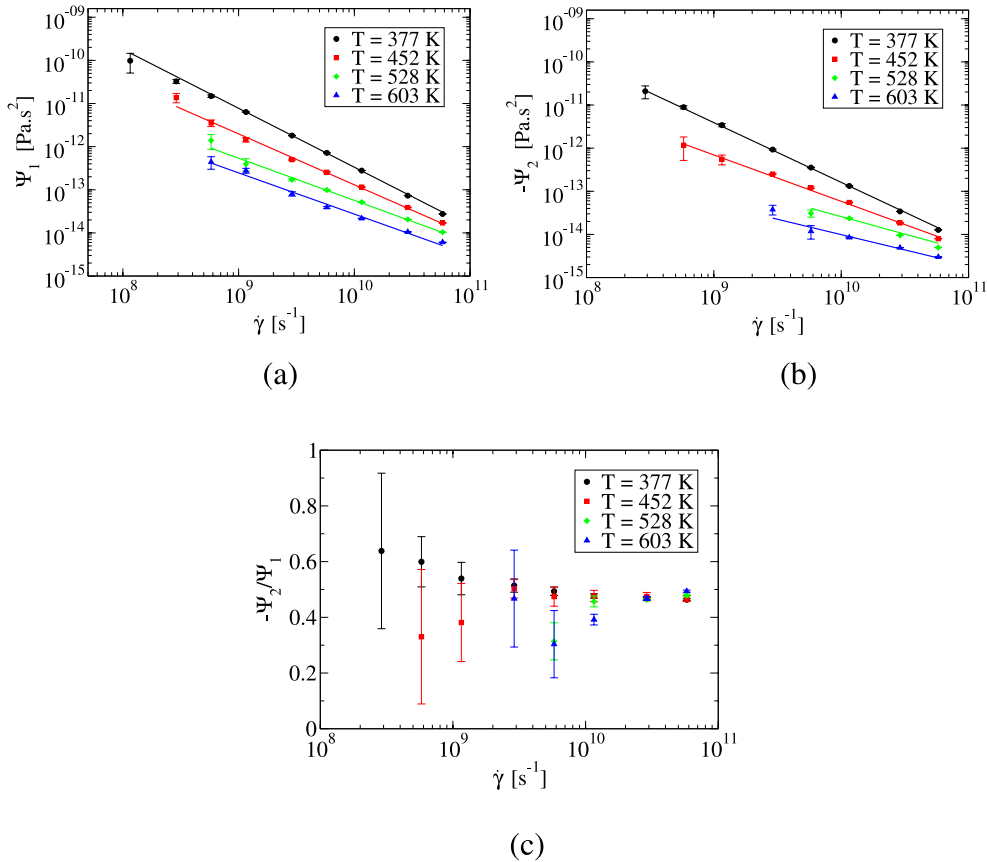 10^-09
10^-10
10^-11
10^-12
10^-13
10^-14
10^-15
Ψ_1 [Pa.s^2]
T = 377 K
T = 452 K
T = 528 K
T = 603 K
10^8
10^9
10^10
10^11
γ̇ [s^-1]
(a)
10^-09
10^-10
10^-11
10^-12
10^-13
10^-14
10^-15
-Ψ_2 [Pa.s^2]
T = 377 K
T = 452 K
T = 528 K
T = 603 K
10^8
10^9
10^10
10^11
γ̇ [s^-1]
(b)
1
0.8
0.6
0.4
0.2
0
-Ψ_2/Ψ_1
T = 377 K
T = 452 K
T = 528 K
T = 603 K
10^8
10^9
10^10
10^11
γ̇ [s^-1]
(c)